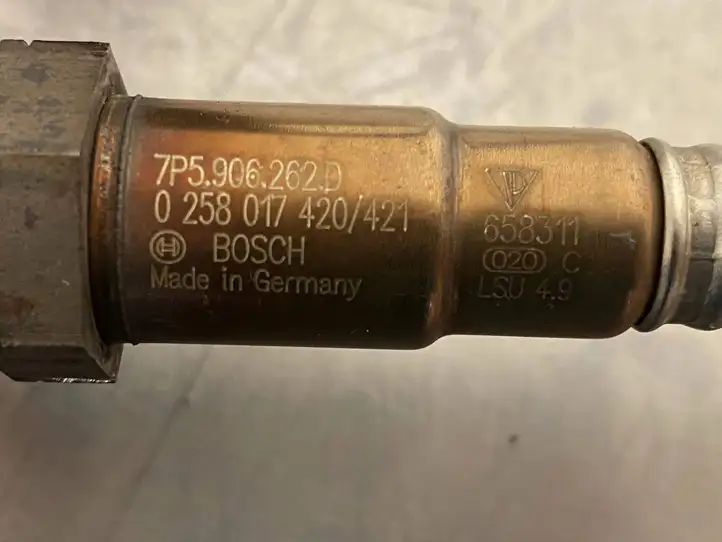 7P5.906.262.D
0 258 017 420/421
BOSCH
Made in Germany
658311
020 C
LSU 4.9